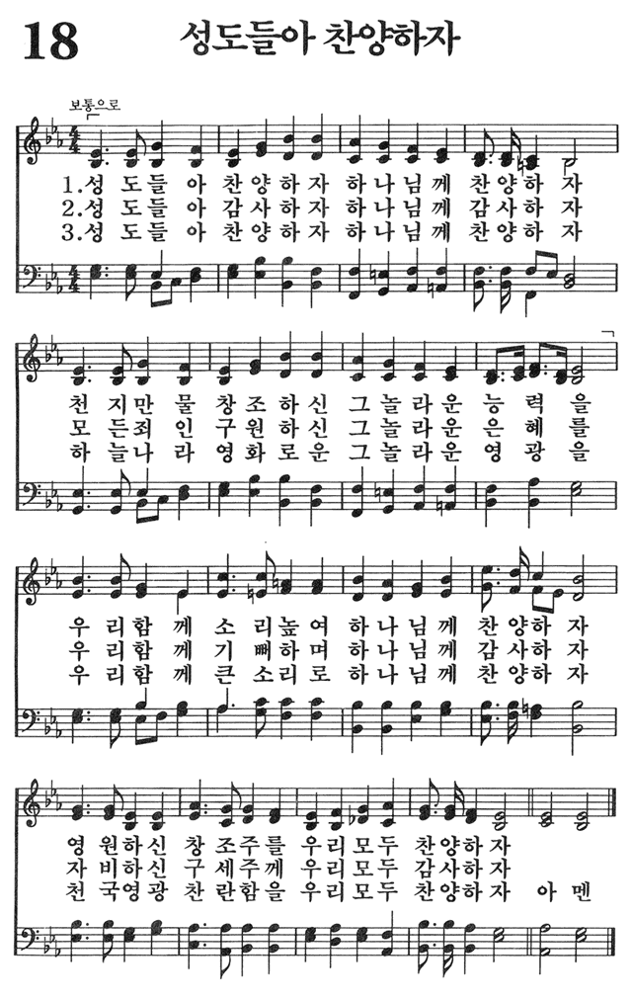 18 성도들아 찬양하자
보통으로
1.성 도들 아 찬양하자 하나님께 찬양하 자
2.성 도들 아 감사하자 하나님께 감사하 자
3.성 도들 아 찬양하자 하나님께 찬양하 자
천 지만 물 창조하신 그놀라운 능 력 을
모 든죄 인 구원하신 그놀라운 은 혜 를
하 늘나 라 영화로운 그놀라운 영 광 을
우 리함 께 소리높여 하나님께 찬양하 자
우 리함 께 기뻐하며 하나님께 감사하 자
우 리함 께 큰소리로 하나님께 찬양하 자
영 원하신 창조주를 우리모두 찬양하자
자 비하신 구세주께 우리모두 감사하자
천 국영광 찬란함을 우리모두 찬양하자 아 멘